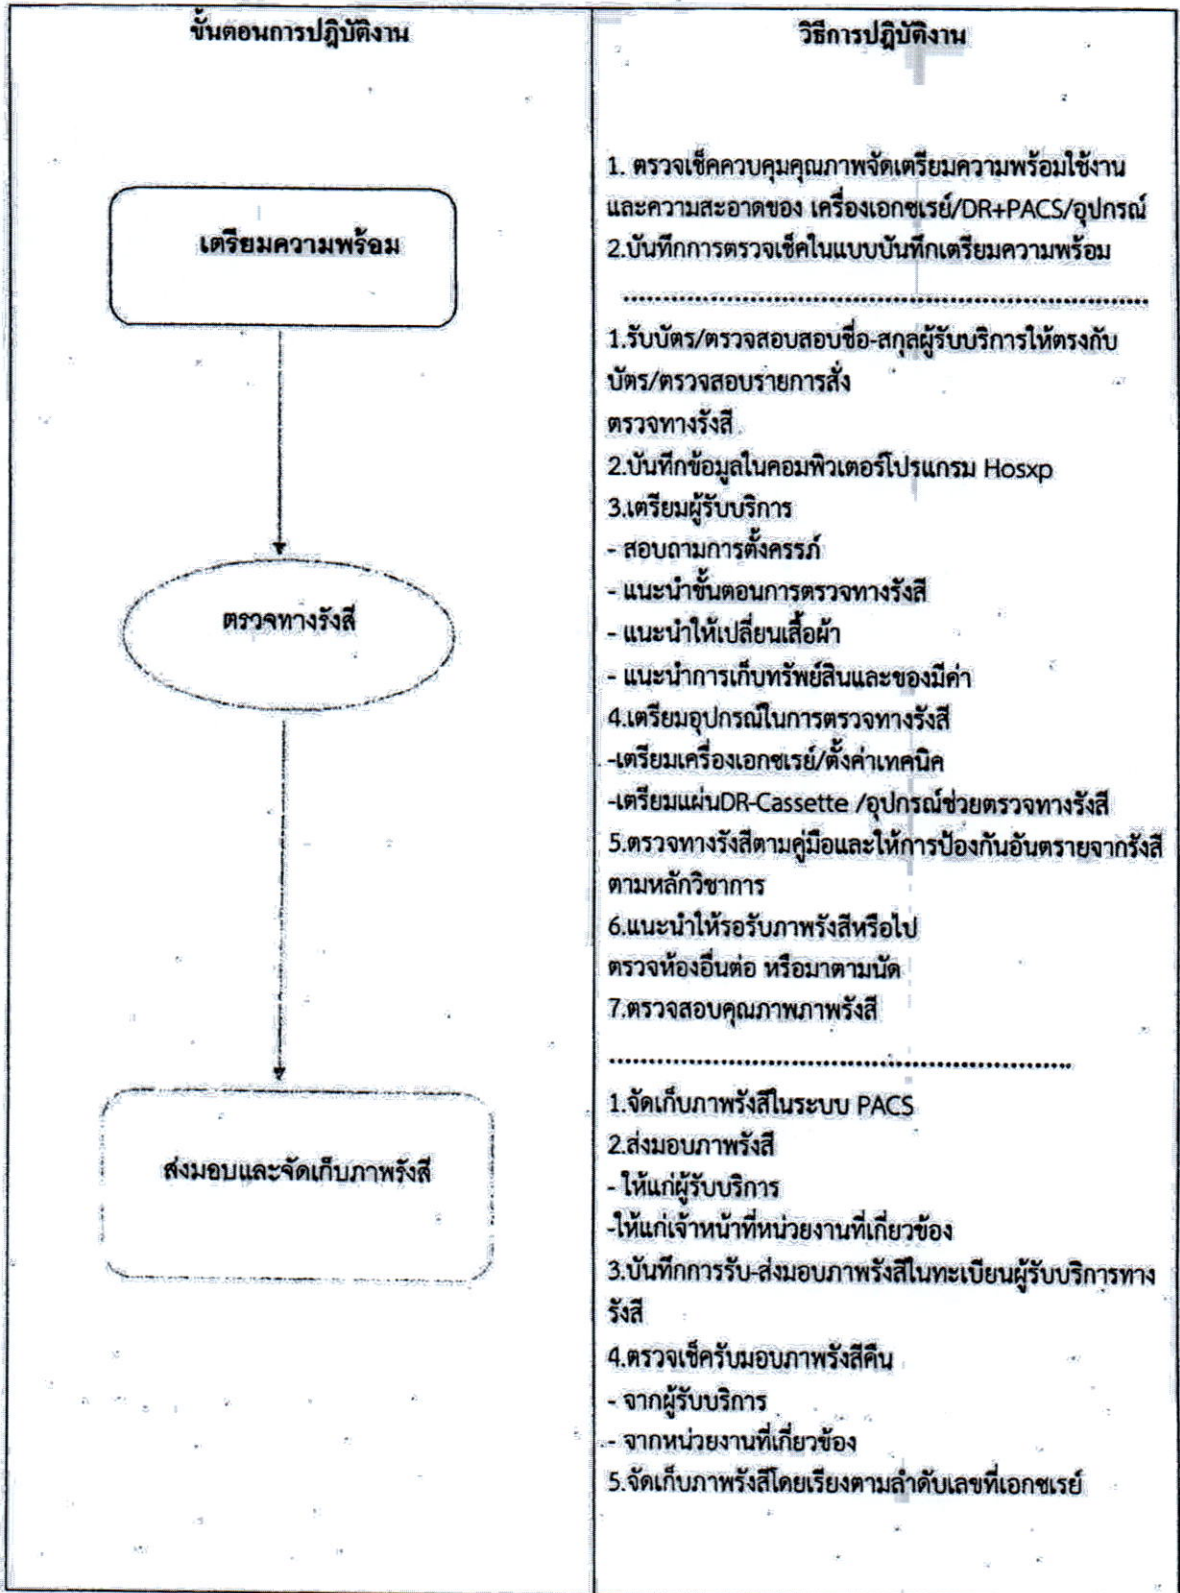 ขั้นตอนการปฏิบัติงาน
วิธีการปฏิบัติงาน
เตรียมความพร้อม
1. ตรวจเช็คควบคุมคุณภาพจัดเตรียมความพร้อมใช้งาน
และความสะอาดของ เครื่องเอกซเรย์/DR+PACS/อุปกรณ์
2.บันทึกการตรวจเช็คในแบบบันทึกเตรียมความพร้อม
ตรวจทางรังสี
1.รับบัตร/ตรวจสอบสอบชื่อ-สกุลผู้รับบริการให้ตรงกับ
บัตร/ตรวจสอบรายการสั่ง
ตรวจทางรังสี
2.บันทึกข้อมูลในคอมพิวเตอร์โปรแกรม Hosxp
3.เตรียมผู้รับบริการ
- สอบถามการตั้งครรภ์
- แนะนำขั้นตอนการตรวจทางรังสี
- แนะนำให้เปลี่ยนเสื้อผ้า
- แนะนำการเก็บทรัพย์สินและของมีค่า
4.เตรียมอุปกรณ์ในการตรวจทางรังสี
-เตรียมเครื่องเอกซเรย์/ตั้งค่าเทคนิค
-เตรียมแผ่นDR-Cassette /อุปกรณ์ช่วยตรวจทางรังสี
5.ตรวจทางรังสีตามคู่มือและให้การป้องกันอันตรายจากรังสี
ตามหลักวิชาการ
6.แนะนำให้รอรับภาพรังสีหรือไป
ตรวจห้องอื่นต่อ หรือมาตามนัด
7.ตรวจสอบคุณภาพภาพรังสี
ส่งมอบและจัดเก็บภาพรังสี
1.จัดเก็บภาพรังสีในระบบ PACS
2.ส่งมอบภาพรังสี
- ให้แก่ผู้รับบริการ
-ให้แก่เจ้าหน้าที่หน่วยงานที่เกี่ยวข้อง
3.บันทึกการรับ-ส่งมอบภาพรังสีในทะเบียนผู้รับบริการทาง
รังสี
4.ตรวจเช็ครับมอบภาพรังสีคืน
- จากผู้รับบริการ
- จากหน่วยงานที่เกี่ยวข้อง
5.จัดเก็บภาพรังสีโดยเรียงตามลำดับเลขที่เอกซเรย์